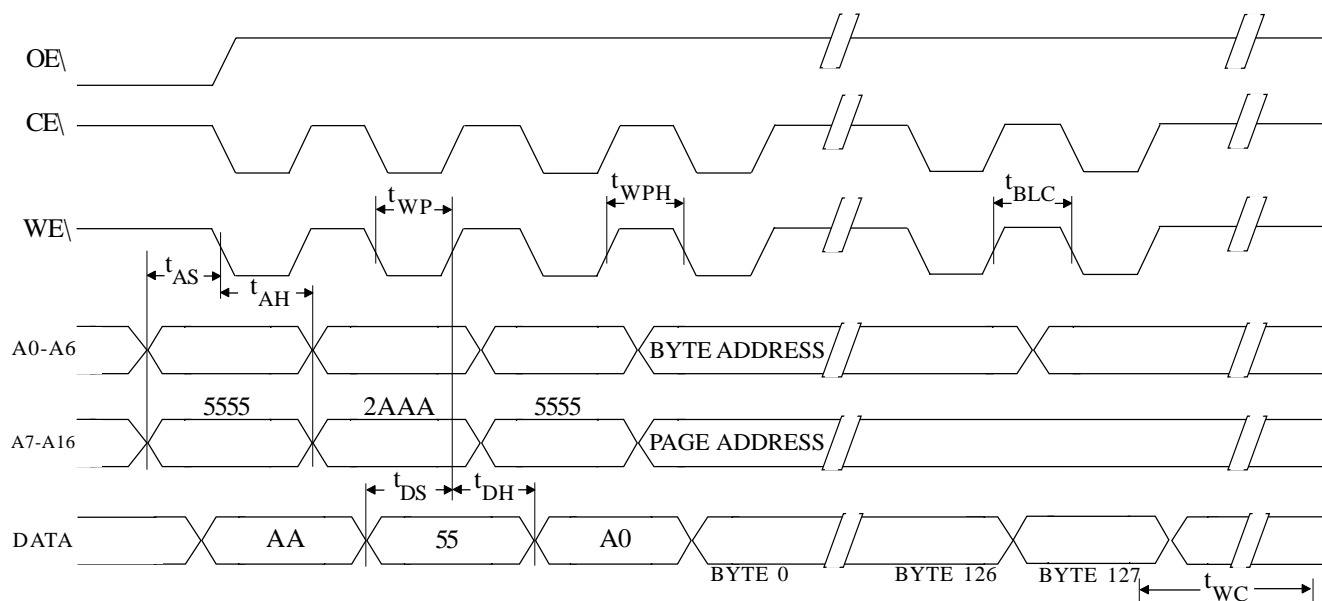 OE\
CE\
tWP
tWPH
tBLC
WE\
tAS
tAH
A0-A6
BYTE ADDRESS
5555 2AAA 5555
A7-A16
PAGE ADDRESS
tDS tDH
DATA AA 55 A0
BYTE 0 BYTE 126 BYTE 127
tWC